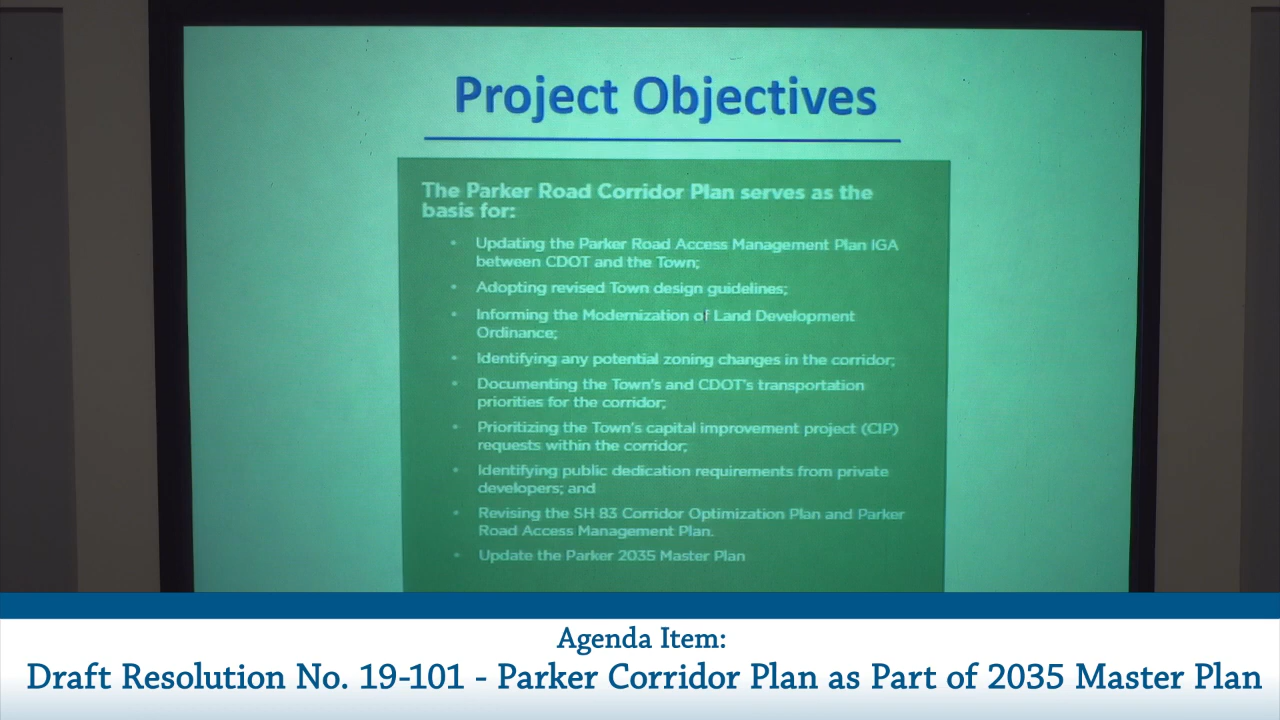 Project Objectives
The Parker Road Corridor Plan serves as the
basis for:
• Updating the Parker Road Access Management Plan IGA
between CDOT and the Town;
• Adopting revised Town design guidelines;
• Informing the Modernization of Land Development
Ordinance;
• Identifying any potential zoning changes in the corridor;
• Documenting the Town's and CDOT's transportation
priorities for the corridor;
• Prioritizing the Town's capital improvement project (CIP)
requests within the corridor;
• Identifying public dedication requirements from private
developers; and
• Revising the SH 83 Corridor Optimization Plan and Parker
Road Access Management Plan.
• Update the Parker 2035 Master Plan
Agenda Item:
Draft Resolution No. 19-101 - Parker Corridor Plan as Part of 2035 Master Plan